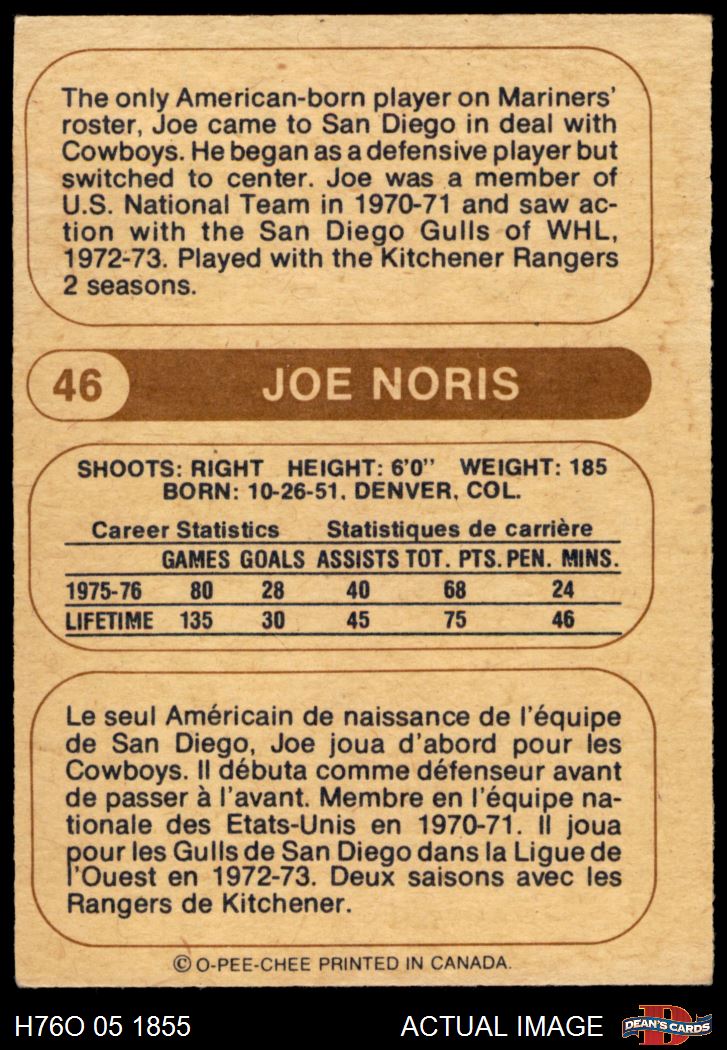 The only American-born player on Mariners'
roster, Joe came to San Diego in deal with
Cowboys. He began as a defensive player but
switched to center. Joe was a member of
U.S. National Team in 1970-71 and saw ac-
tion with the San Diego Gulls of WHL,
1972-73. Played with the Kitchener Rangers
2 seasons.
46 JOE NORIS
SHOOTS: RIGHT HEIGHT: 6'0" WEIGHT: 185
BORN: 10-26-51. DENVER. COL.
Career Statistics Statistiques de carrière
GAMES GOALS ASSISTS TOT. PTS. PEN. MINS.
1975-76 80 28 40 68 24
LIFETIME 135 30 45 75 46
Le seul Américain de naissance de l'équipe
de San Diego, Joe joua d'abord pour les
Cowboys. Il débuta comme défenseur avant
de passer à l'avant. Membre en l'équipe na-
tionale des Etats-Unis en 1970-71. Il joua
pour les Gulls de San Diego dans la Ligue de
l'Ouest en 1972-73. Deux saisons avec les
Rangers de Kitchener.
© O-PEE-CHEE PRINTED IN CANADA.
H76O 05 1855 ACTUAL IMAGE D DEAN'S CARDS